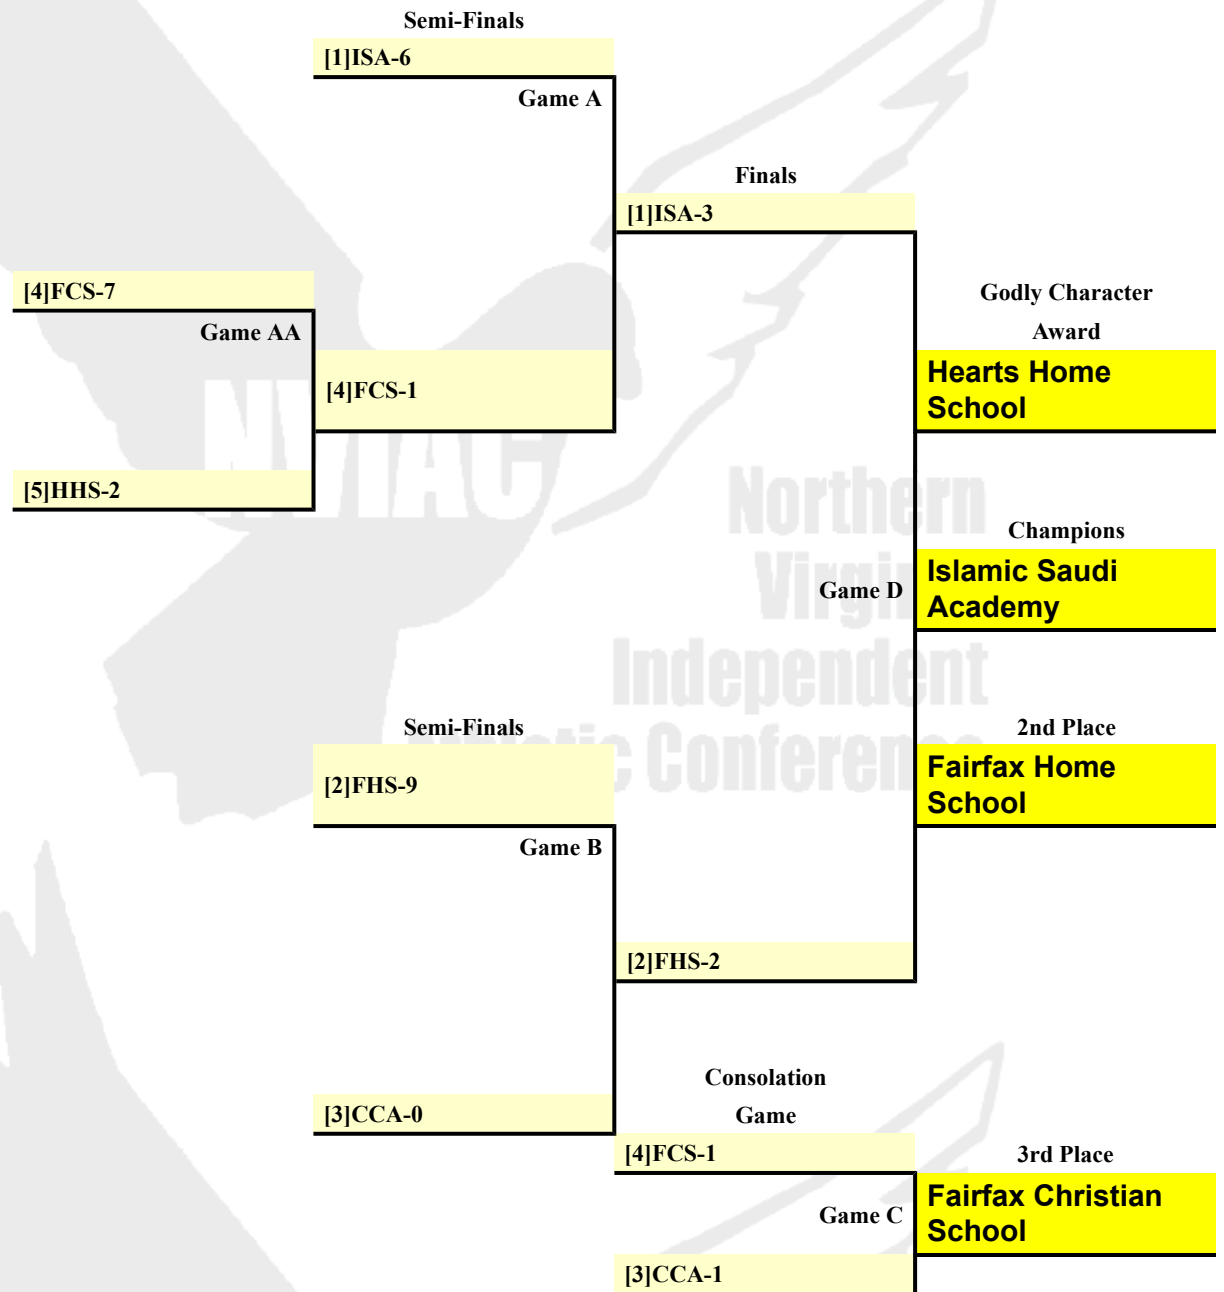 Semi-Finals
[1]ISA-6
Game A
Finals
[1]ISA-3
[4]FCS-7
Game AA
[4]FCS-1
[5]HHS-2
Godly Character
Award
Hearts Home
School
Champions
Islamic Saudi
Academy
Game D
2nd Place
Fairfax Home
School
Semi-Finals
[2]FHS-9
Game B
[2]FHS-2
[3]CCA-0
Consolation
Game
[4]FCS-1
Game C
[3]CCA-1
3rd Place
Fairfax Christian
School
NVIAC
Northern
Independent
Conference